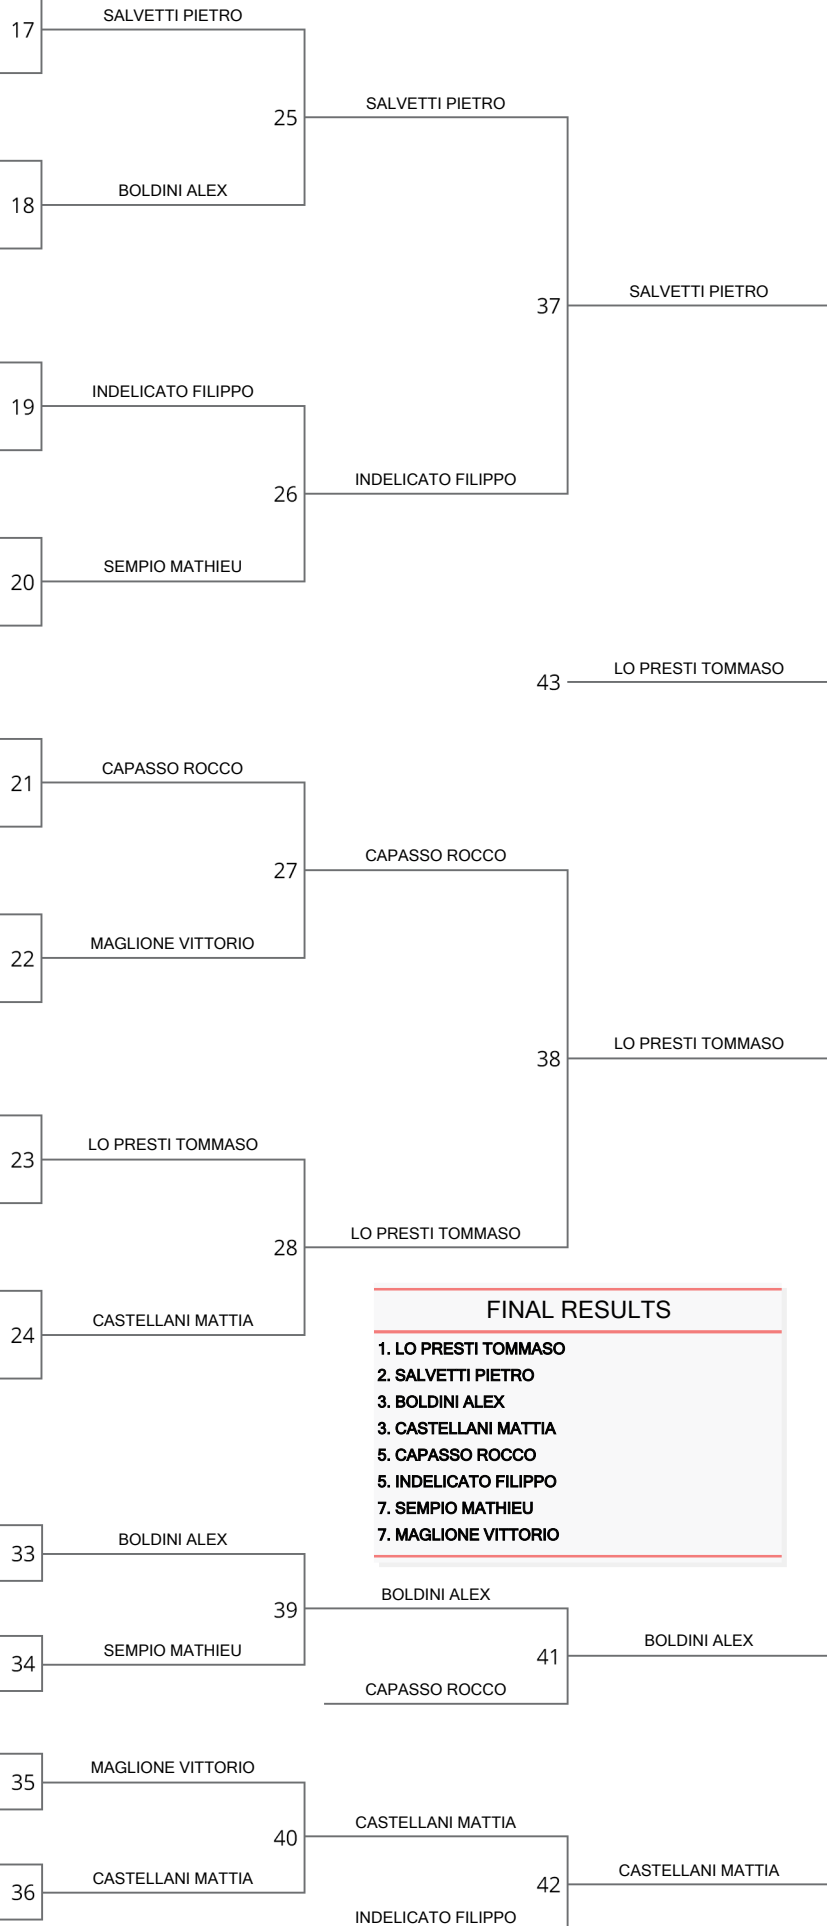 SALVETTI PIETRO
17
SALVETTI PIETRO
25
BOLDINI ALEX
18
SALVETTI PIETRO
37
INDELICATO FILIPPO
19
INDELICATO FILIPPO
26
SEMPIO MATHIEU
20
LO PRESTI TOMMASO
43
CAPASSO ROCCO
21
CAPASSO ROCCO
27
MAGLIONE VITTORIO
22
LO PRESTI TOMMASO
38
LO PRESTI TOMMASO
23
LO PRESTI TOMMASO
28
CASTELLANI MATTIA
24
FINAL RESULTS
1. LO PRESTI TOMMASO
2. SALVETTI PIETRO
3. BOLDINI ALEX
3. CASTELLANI MATTIA
5. CAPASSO ROCCO
5. INDELICATO FILIPPO
7. SEMPIO MATHIEU
7. MAGLIONE VITTORIO
BOLDINI ALEX
33
BOLDINI ALEX
39
SEMPIO MATHIEU
34
BOLDINI ALEX
41
CAPASSO ROCCO
MAGLIONE VITTORIO
35
CASTELLANI MATTIA
40
CASTELLANI MATTIA
36
CASTELLANI MATTIA
42
INDELICATO FILIPPO